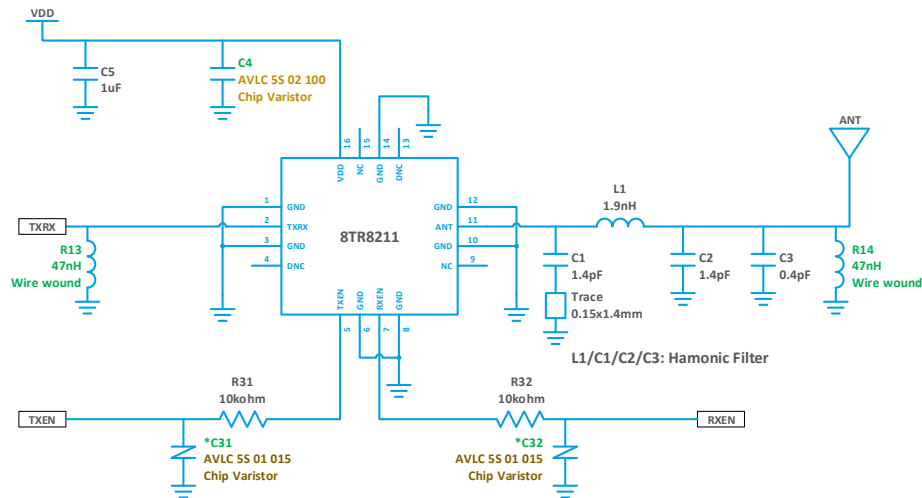 VDD
C5
1uF
C4
AVLC 5S 02 100
Chip Varistor
16
15
14
13
VDD
NC
GND
DNC
ANT
L1
1.9nH
TXRX
R13
47nH
Wire wound
1
GND
2
TXRX
3
GND
4
DNC
8TR8211
GND
12
ANT
11
GND
10
NC
9
C1
1.4pF
Trace
0.15x1.4mm
C2
1.4pF
C3
0.4pF
R14
47nH
Wire wound
TXEN
GND
RXEN
GND
5
6
7
8
L1/C1/C2/C3: Hamonic Filter
R31
10kohm
R32
10kohm
TXEN
RXEN
*C31
AVLC 5S 01 015
Chip Varistor
*C32
AVLC 5S 01 015
Chip Varistor